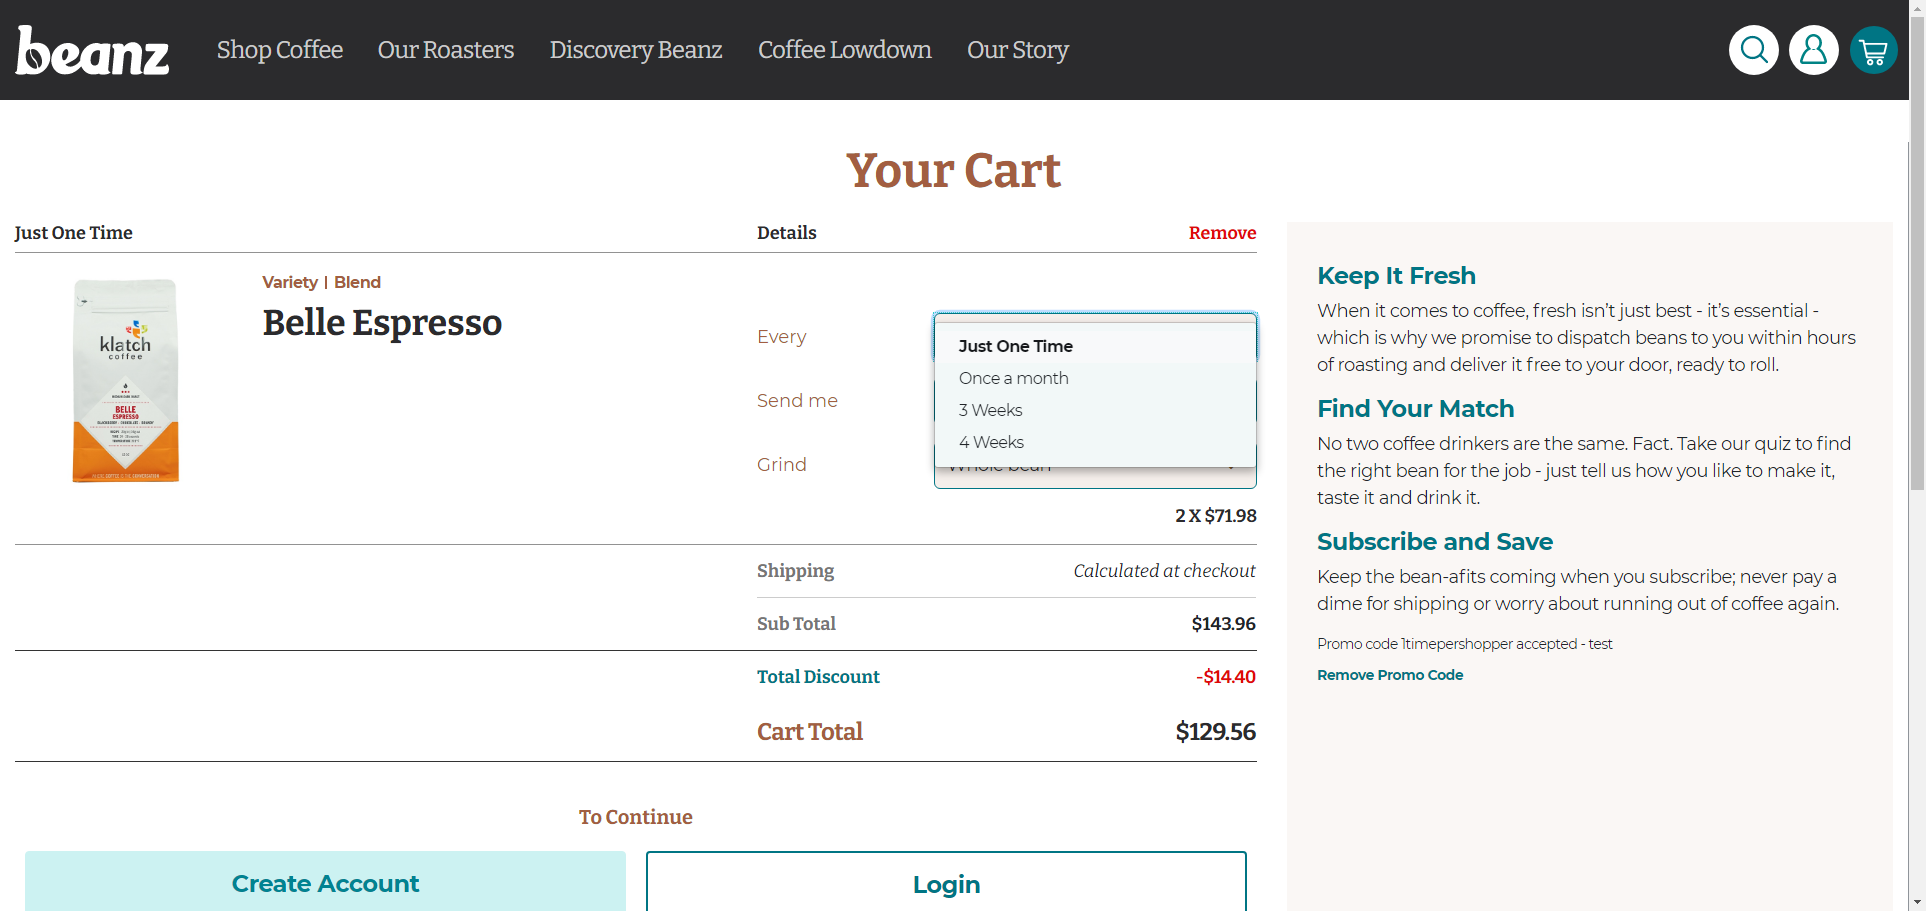 beanz
Shop Coffee
Our Roasters
Discovery Beanz
Coffee Lowdown
Our Story
Your Cart
Just One Time
Details
Remove
klatch
coffee
BELLE
ESPRESSO
Variety | Blend
Belle Espresso
Every
Just One Time
Once a month
3 Weeks
4 Weeks
Send me
Grind
Whole bean
2 X $71.98
Shipping
Calculated at checkout
Sub Total
$143.96
Total Discount
-$14.40
Cart Total
$129.56
To Continue
Create Account
Login
Keep It Fresh
When it comes to coffee, fresh isn’t just best - it’s essential -
which is why we promise to dispatch beans to you within hours
of roasting and deliver it free to your door, ready to roll.
Find Your Match
No two coffee drinkers are the same. Fact. Take our quiz to find
the right bean for the job - just tell us how you like to make it,
taste it and drink it.
Subscribe and Save
Keep the bean-afits coming when you subscribe; never pay a
dime for shipping or worry about running out of coffee again.
Promo code 1timepershopper accepted - test
Remove Promo Code